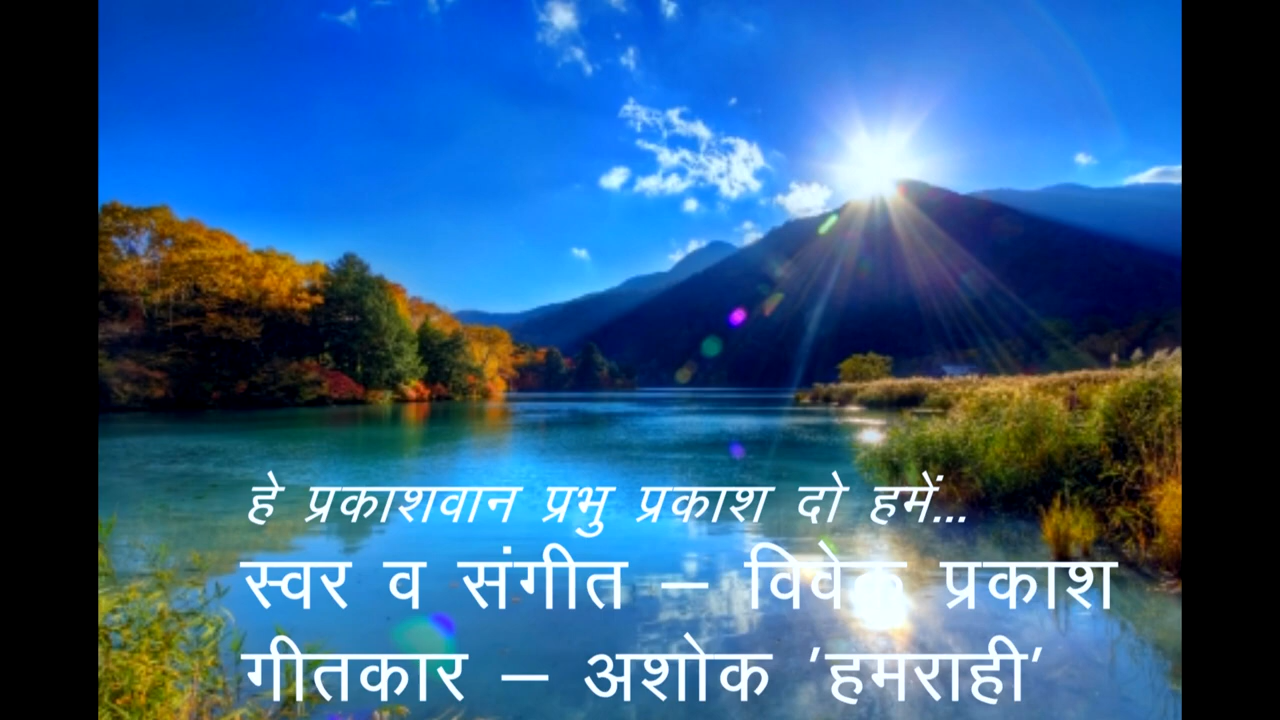 हे प्रकाशवान प्रभु प्रकाश दो हमें...
स्वर व संगीत – विवेक प्रकाश
गीतकार – अशोक 'हमराही'